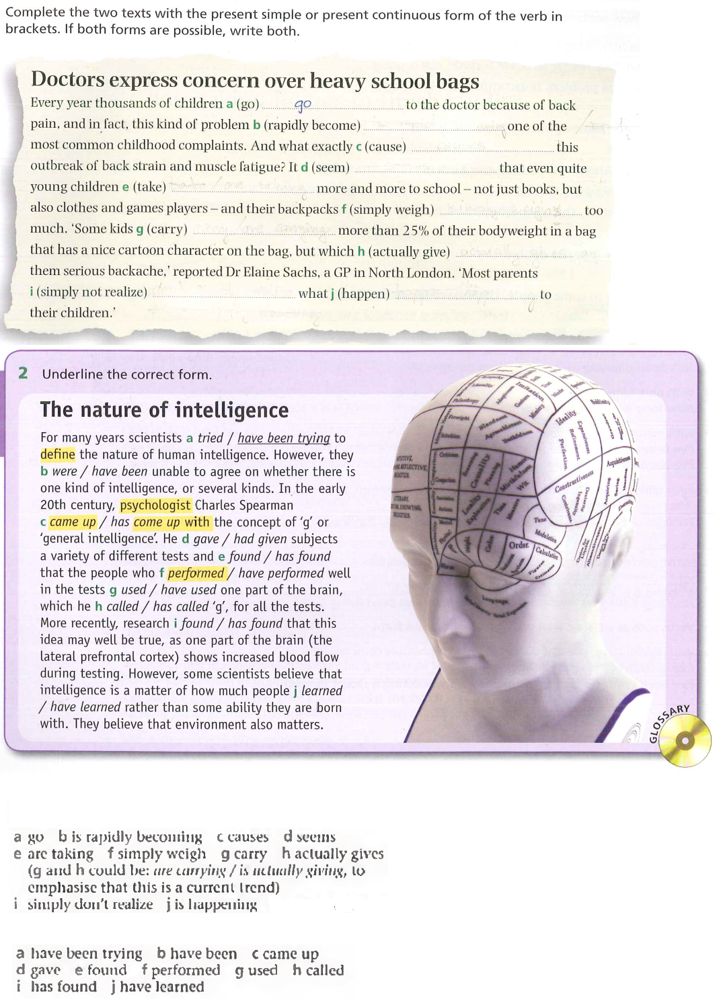 Complete the two texts with the present simple or present continuous form of the verb in
brackets. If both forms are possible, write both.
Doctors express concern over heavy school bags
Every year thousands of children a (go) go to the doctor because of back
pain, and in fact, this kind of problem b (rapidly become) one of the
most common childhood complaints. And what exactly c (cause) this
outbreak of back strain and muscle fatigue? It d (seem) that even quite
young children e (take) more and more to school – not just books, but
also clothes and games players – and their backpacks f (simply weigh) too
much. ‘Some kids g (carry) more than 25% of their bodyweight in a bag
that has a nice cartoon character on the bag, but which h (actually give)
them serious backache,’ reported Dr Elaine Sachs, a GP in North London. ‘Most parents
i (simply not realize) what j (happen) to
their children.’
2 Underline the correct form.
The nature of intelligence
For many years scientists a tried / have been trying to
define the nature of human intelligence. However, they
b were / have been unable to agree on whether there is
one kind of intelligence, or several kinds. In the early
20th century, psychologist Charles Spearman
c came up / has come up with the concept of ‘g’ or
‘general intelligence’. He d gave / had given subjects
a variety of different tests and e found / has found
that the people who f performed / have performed well
in the tests g used / have used one part of the brain,
which he h called / has called ‘g’, for all the tests.
More recently, research i found / has found that this
idea may well be true, as one part of the brain (the
lateral prefrontal cortex) shows increased blood flow
during testing. However, some scientists believe that
intelligence is a matter of how much people j learned
/ have learned rather than some ability they are born
with. They believe that environment also matters.
Imitation
Ideality
Sublimity
Blandness
Agreeableness
Causality
Constructiveness
Acquisitiveness
Locality
Time
Tune
Modulation
Color
Order
Calculation
Language
GLOSSARY
a go b is rapidly becoming c causes d seems
e are taking f simply weigh g carry h actually gives
(g and h could be: are carrying / is actually giving, to
emphasise that this is a current trend)
i simply don't realize j is happening
a have been trying b have been c came up
d gave e found f performed g used h called
i has found j have learned